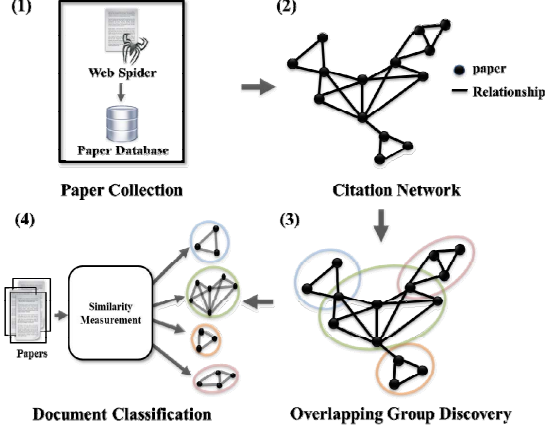 (1)
Web Spider
Paper Database
Paper Collection
(2)
paper
Relationship
Citation Network
(4)
Papers
Similarity
Measurement
Document Classification
(3)
Overlapping Group Discovery